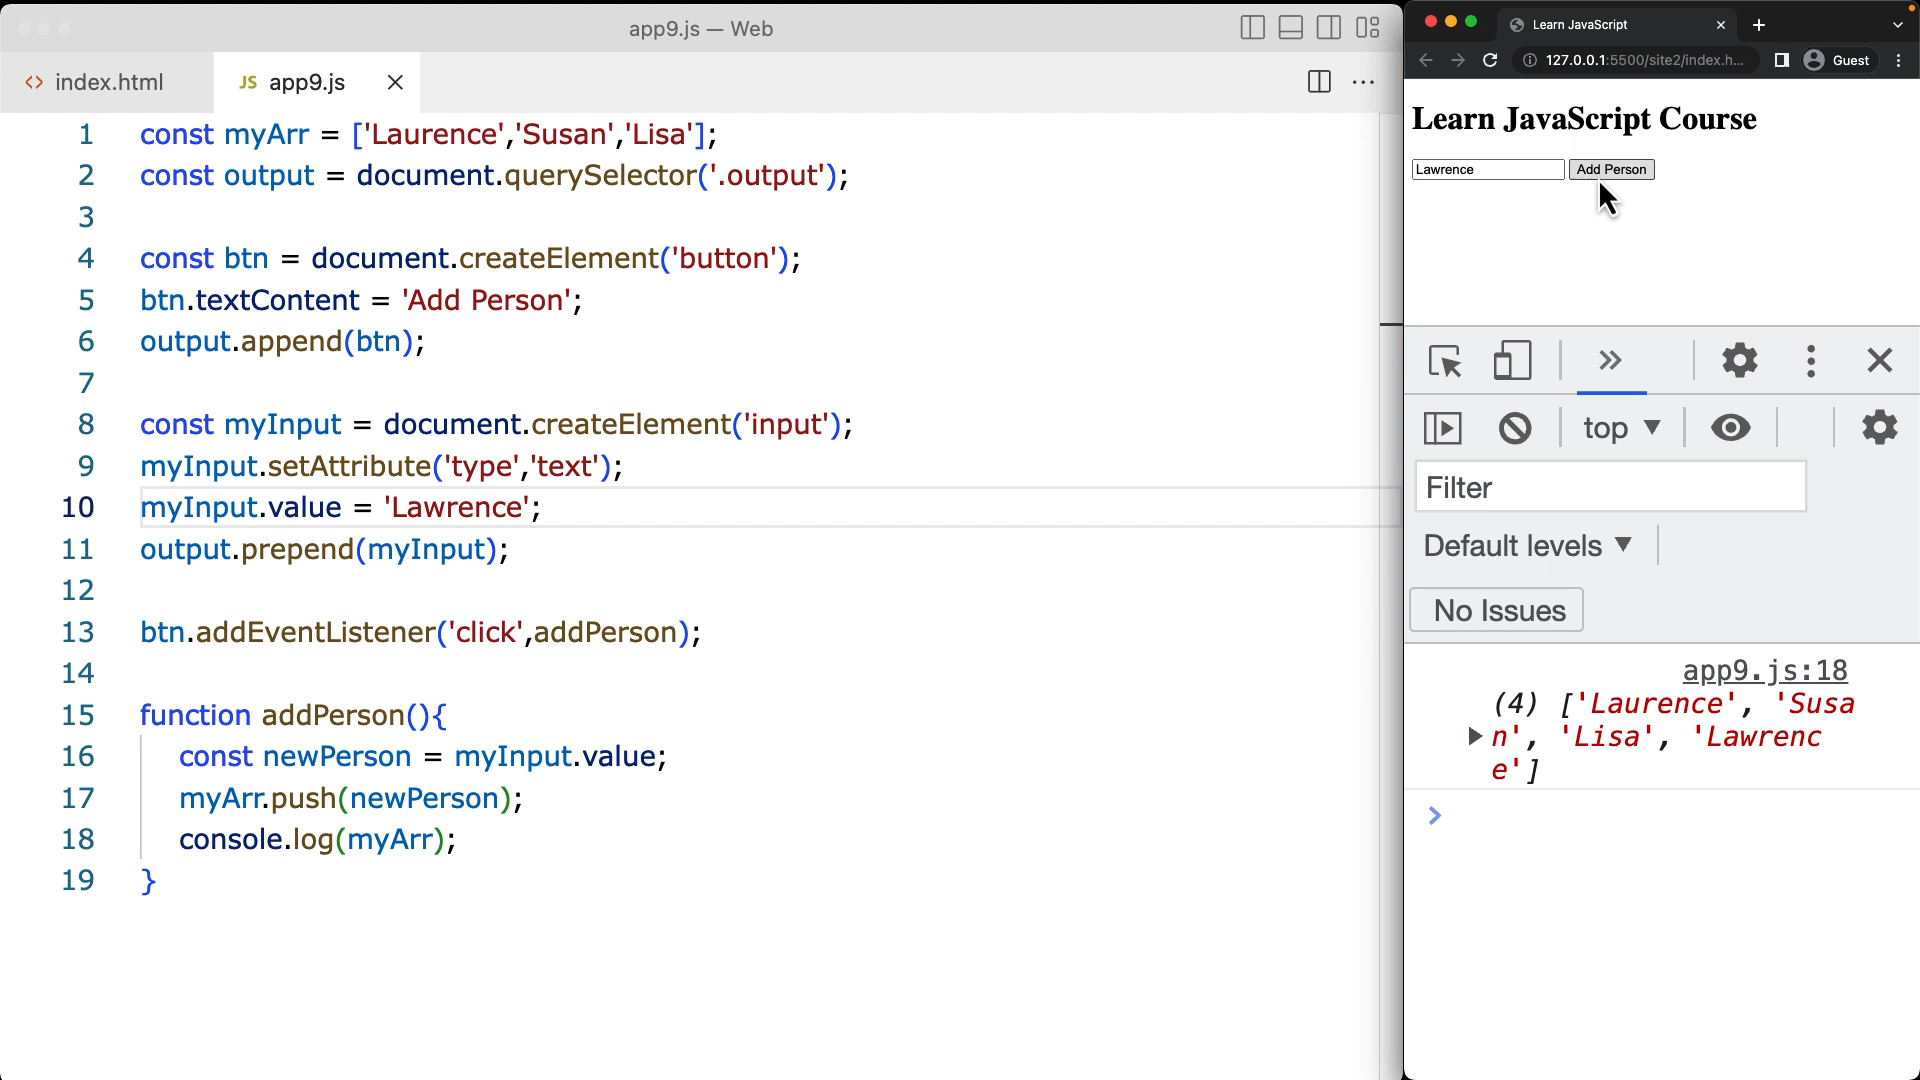 app9.js — Web
index.html
JS app9.js
1 const myArr = ['Laurence','Susan','Lisa'];
2 const output = document.querySelector('.output');
3
4 const btn = document.createElement('button');
5 btn.textContent = 'Add Person';
6 output.append(btn);
7
8 const myInput = document.createElement('input');
9 myInput.setAttribute('type','text');
10 myInput.value = 'Lawrence';
11 output.prepend(myInput);
12
13 btn.addEventListener('click',addPerson);
14
15 function addPerson(){
16 const newPerson = myInput.value;
17 myArr.push(newPerson);
18 console.log(myArr);
19 }
Learn JavaScript
127.0.0.1:5500/site2/index.h...
Guest
Learn JavaScript Course
Lawrence Add Person
top
Filter
Default levels
No Issues
app9.js:18
(4) ['Laurence', 'Susa
n', 'Lisa', 'Lawrenc
e']